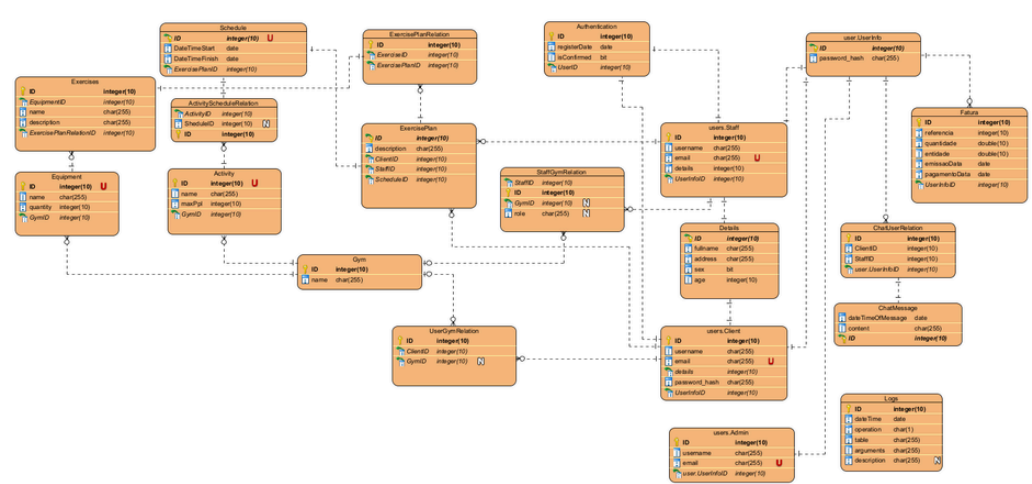 Schedule
ID integer(10) U
DateTimeStart date
DateTimeFinish date
ExercisePlanID integer(10)
ExercisePlanRelation
ID integer(10)
ExerciseID integer(10)
ExercisePlanID integer(10)
Authentication
ID integer(10)
registerDate date
isConfirmed bit
UserID integer(10)
user.UserInfo
ID integer(10)
password_hash char(255)
Exercises
ID integer(10)
EquipmentID integer(10)
name char(255)
description char(255)
ExercisePlanRelationID integer(10)
ActivityScheduleRelation
ActivityID integer(10)
SheduleID integer(10) N
ID integer(10)
ExercisePlan
ID integer(10)
description char(255)
ClientID integer(10)
StaffID integer(10)
ScheduleID integer(10)
users.Staff
ID integer(10)
username char(255)
email char(255) U
details integer(10)
UserInfoID integer(10)
Fatura
ID integer(10)
referencia integer(10)
quantidade double(10)
entidade double(10)
emissaoData date
pagamentoData date
UserInfoID integer(10)
Equipment
ID integer(10) U
name char(255)
quantity integer(10)
GymID integer(10)
Activity
ID integer(10) U
name char(255)
maxPpl integer(10)
GymID integer(10)
StaffGymRelation
StaffID integer(10)
ID integer(10)
GymID integer(10) N
role char(255) N
Details
ID integer(10)
fullname char(255)
address char(255)
sex bit
age integer(10)
ChatUserRelation
ID integer(10)
ClientID integer(10)
StaffID integer(10)
user.UserInfoID integer(10)
Gym
ID integer(10)
name char(255)
ChatMessage
dateTimeOfMessage date
content char(255)
ID integer(10)
UserGymRelation
ID integer(10)
ClientID integer(10)
GymID integer(10) N
users.Client
ID integer(10)
username char(255)
email char(255) U
details integer(10)
password_hash char(255)
UserInfoID integer(10)
users.Admin
ID integer(10)
username char(255)
email char(255) U
user.UserInfoID integer(10)
Logs
ID integer(10)
dateTime date
operation char(1)
table char(255)
arguments char(255)
description char(255) N